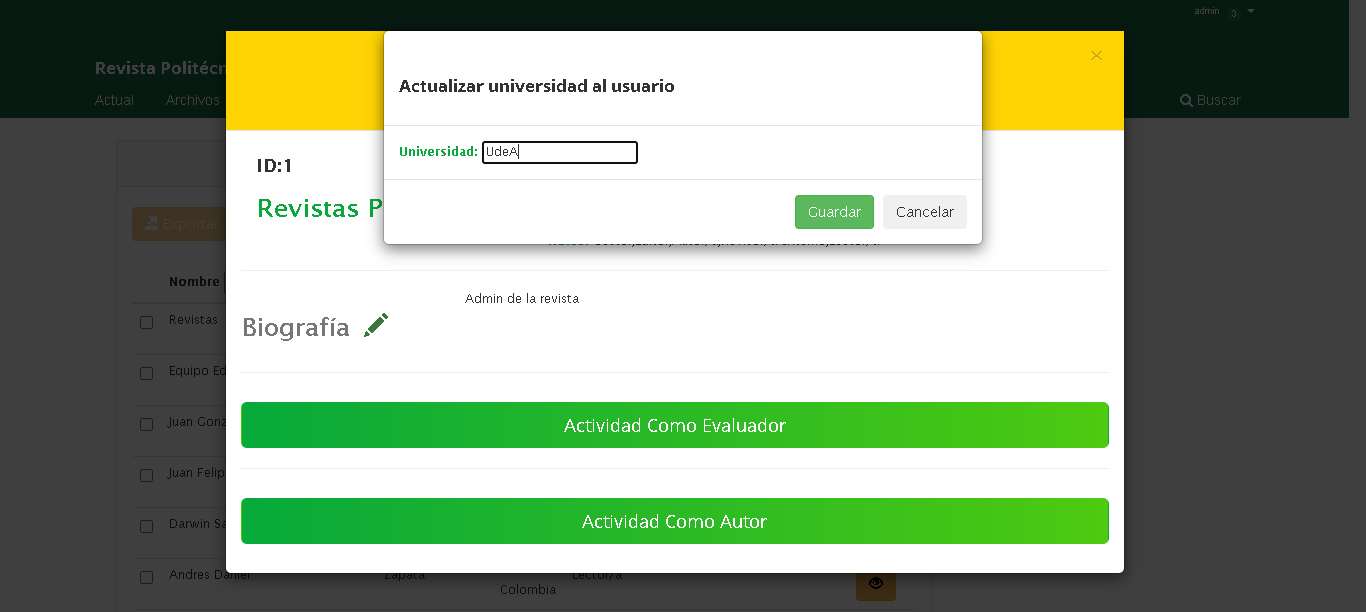 admin 3
Revista Politécn
Actual Archivos
Buscar
Actualizar universidad al usuario
Universidad: UdeA
Guardar Cancelar
ID:1
Revistas P
Exportar
Nombre
Revistas
Admin de la revista
Biografía
Equipo Ed
Actividad Como Evaluador
Juan Gonz
Juan Felip
Actividad Como Autor
Darwin Sa
Andres Daniel Zapata Lector/a
Colombia